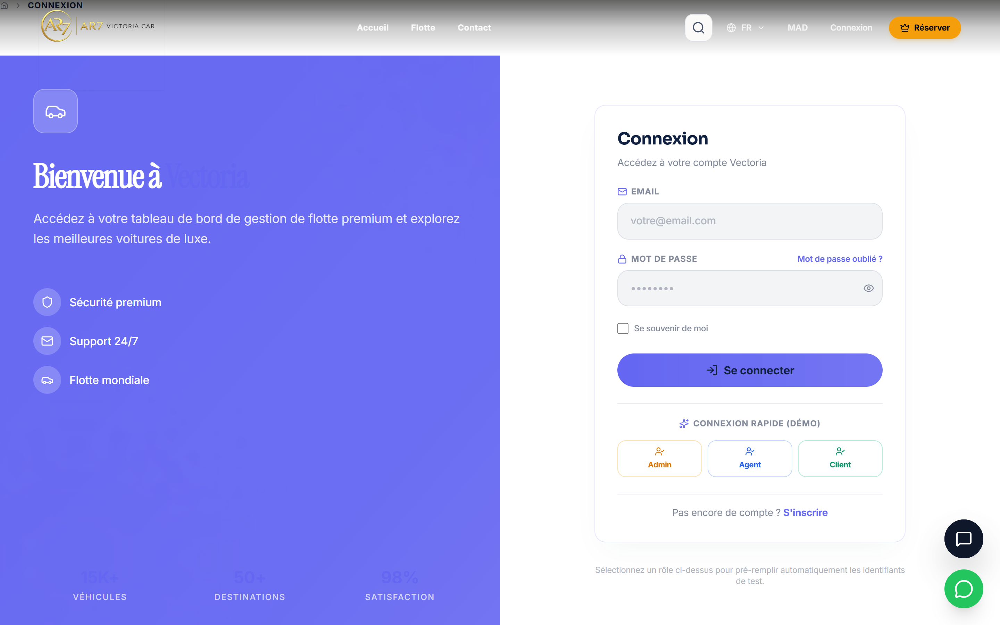 CONNEXION
AR7 AR7 VICTORIA CAR
Accueil Flotte Contact FR MAD Connexion Réserver
Bienvenue à Vectoria
Accédez à votre tableau de bord de gestion de flotte premium et explorez
les meilleures voitures de luxe.
Sécurité premium
Support 24/7
Flotte mondiale
15K+ 50+ 98%
VÉHICULES DESTINATIONS SATISFACTION
Connexion
Accédez à votre compte Vectoria
EMAIL
votre@email.com
MOT DE PASSE Mot de passe oublié ?
••••••••
Se souvenir de moi
Se connecter
CONNEXION RAPIDE (DÉMO)
Admin Agent Client
Pas encore de compte ? S'inscrire
Sélectionnez un rôle ci-dessus pour pré-remplir automatiquement les identifiants
de test.